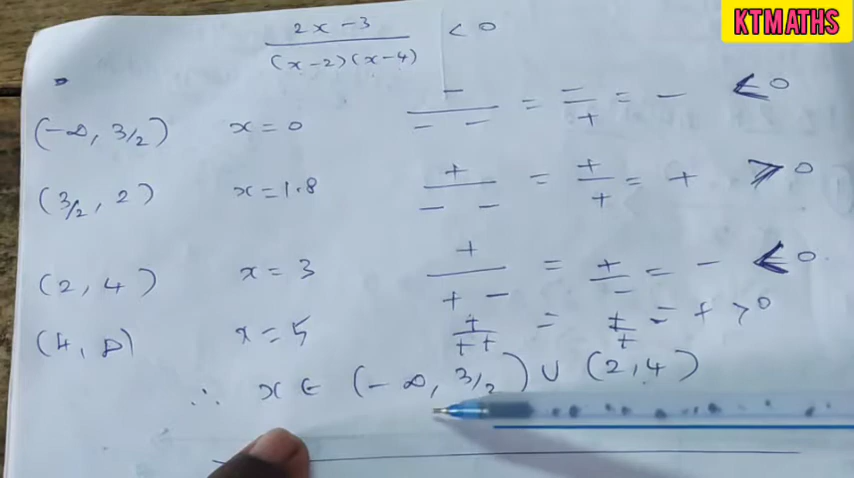 KTMATHS
(2x-3)/((x-2)(x-4)) < 0
(-∞, 3/2) x=0 -/(- -) = -/+ = - <0
(3/2, 2) x=1.8 +/(- -) = +/+ = + >0
(2, 4) x=3 +/(+ -) = +/- = - <0.
(4, ∞) x=5 +/(+ +) = +/+ = + >0
∴ x ∈ (-∞, 3/2) ∪ (2,4)